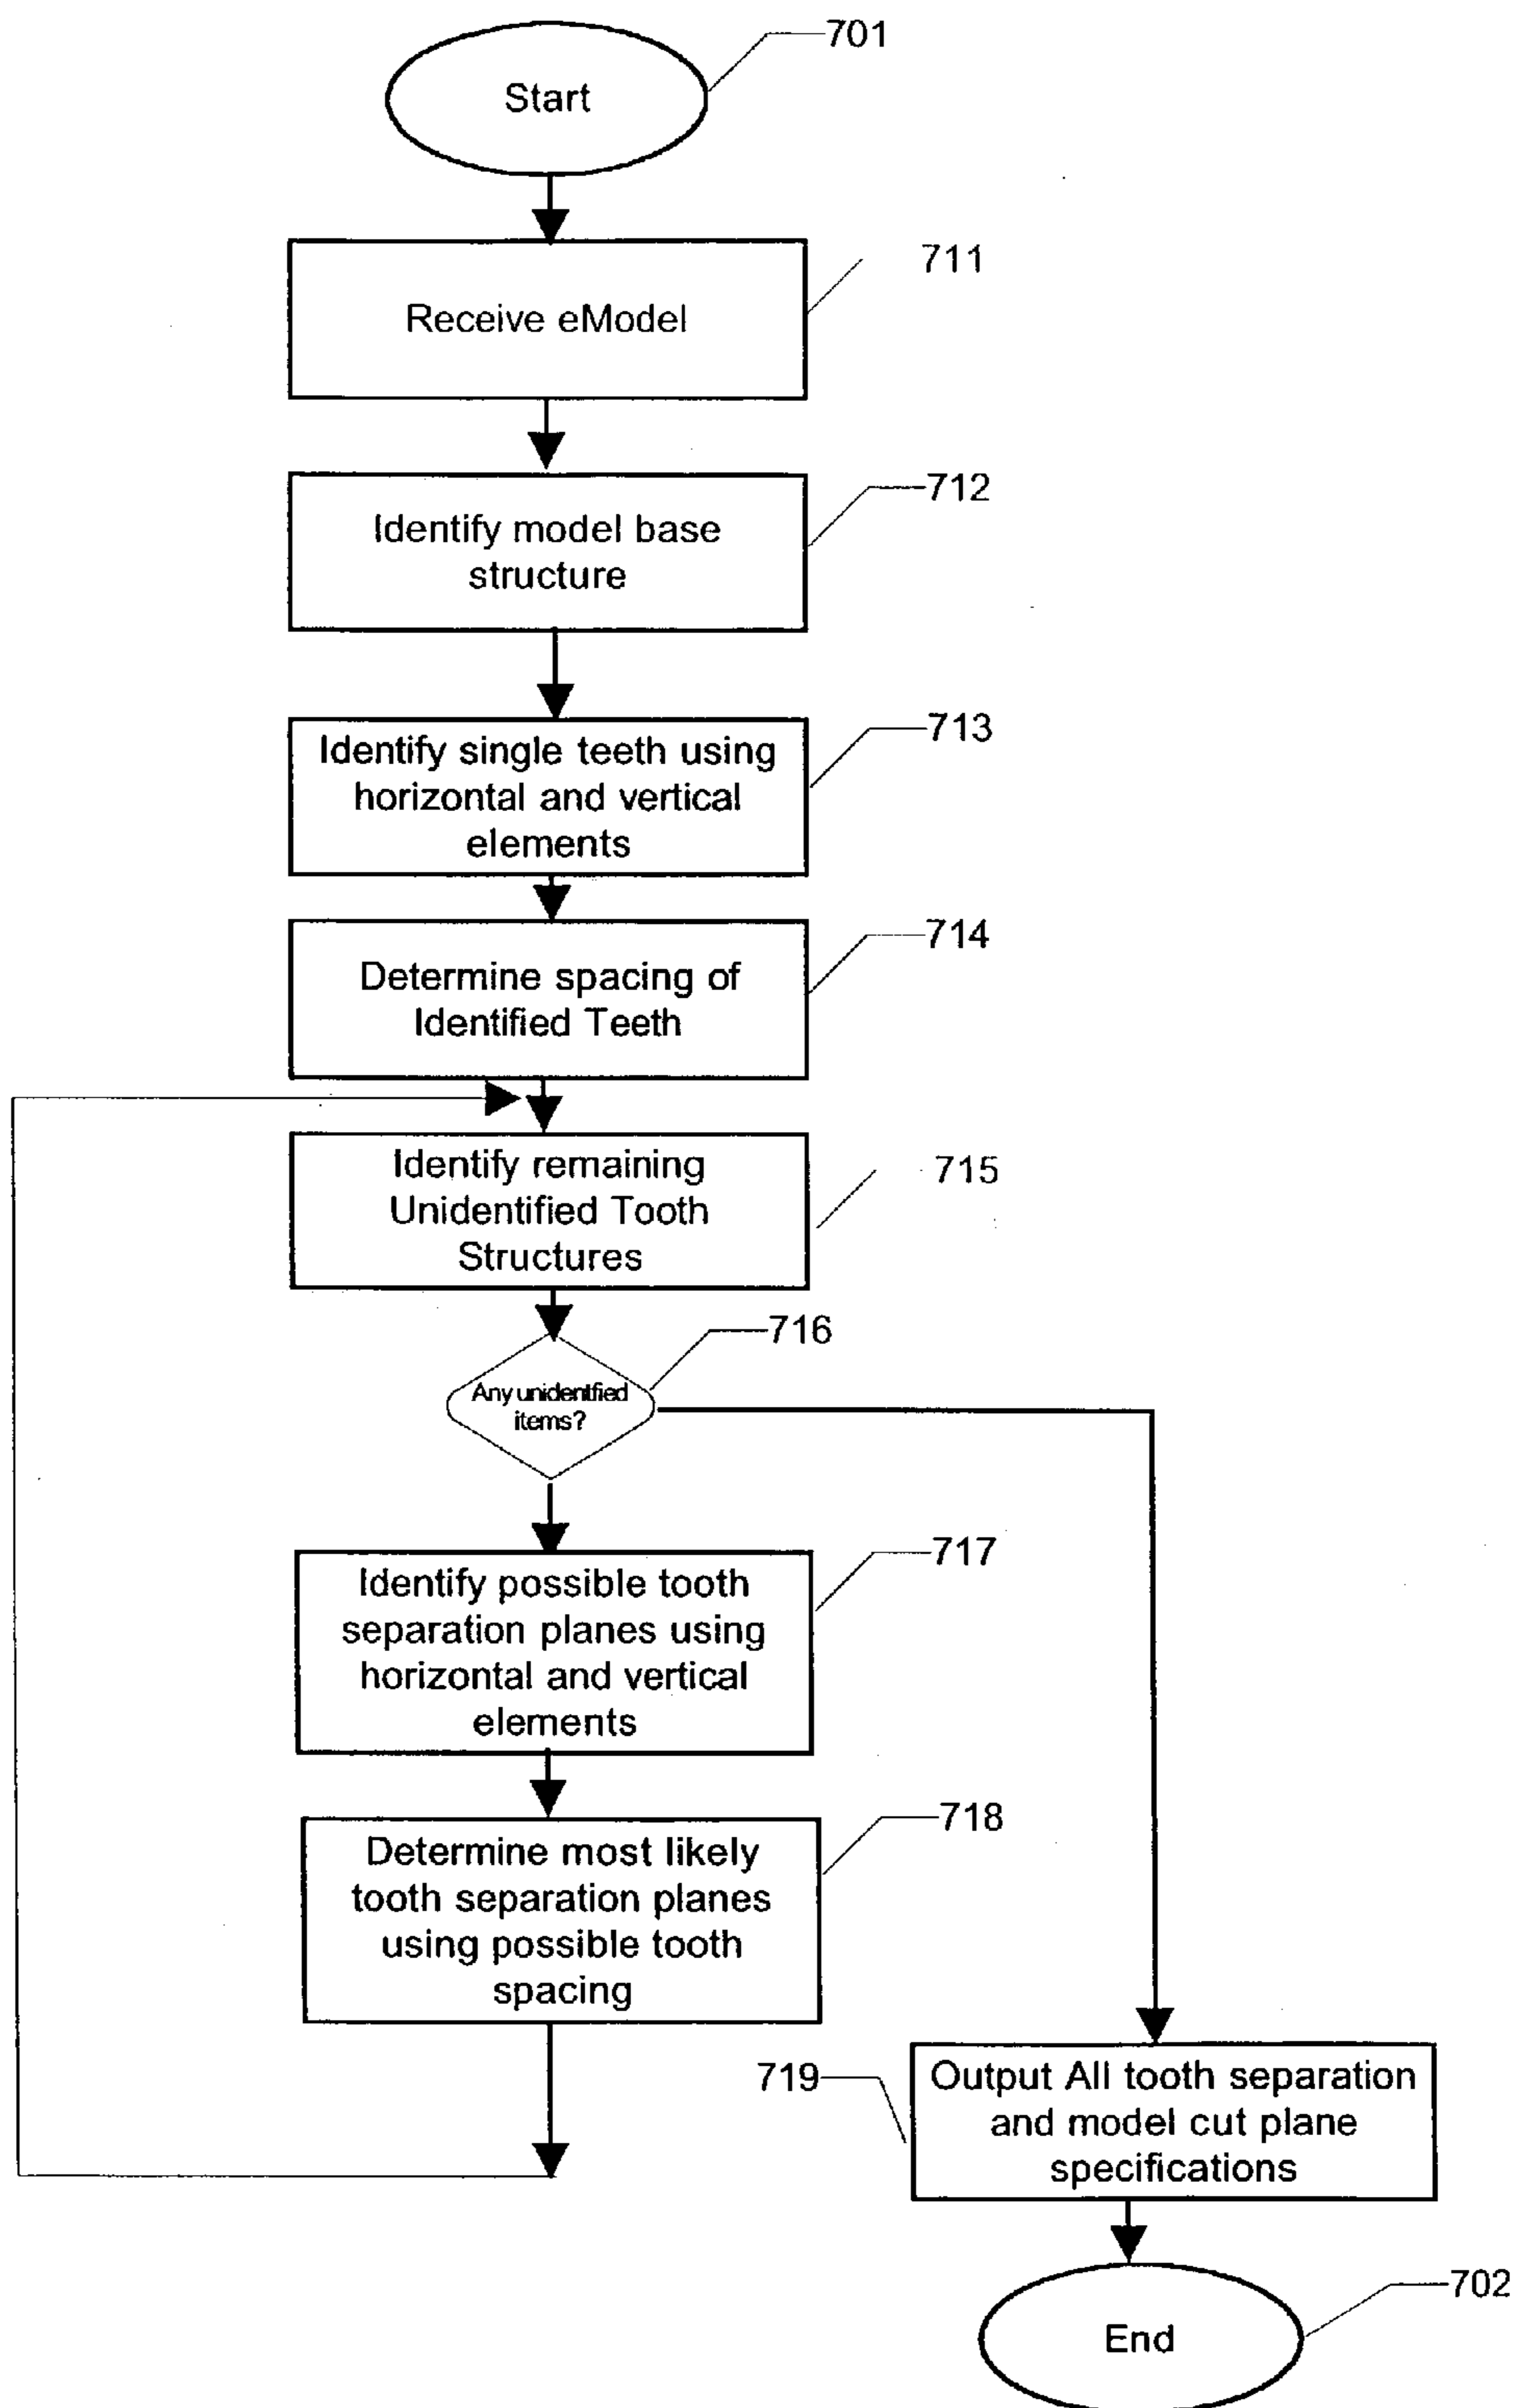 701
Start
711
Receive eModel
712
Identify model base
structure
713
Identify single teeth using
horizontal and vertical
elements
714
Determine spacing of
Identified Teeth
715
Identify remaining
Unidentified Tooth
Structures
716
Any unidentified
items?
717
Identify possible tooth
separation planes using
horizontal and vertical
elements
718
Determine most likely
tooth separation planes
using possible tooth
spacing
719
Output All tooth separation
and model cut plane
specifications
702
End